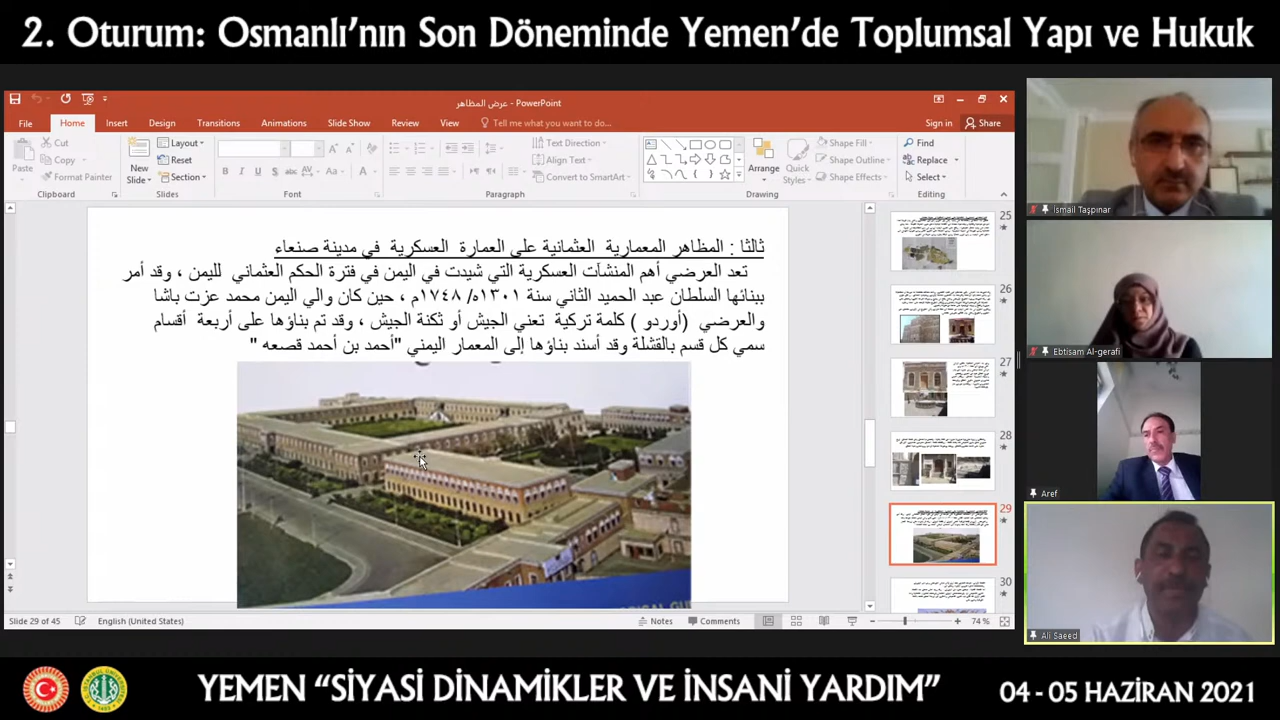 2. Oturum: Osmanlı’nın Son Döneminde Yemen’de Toplumsal Yapı ve Hukuk
عرض المظاهر - PowerPoint
File Home Insert Design Transitions Animations Slide Show Review View Tell me what you want to do... Sign in Share
Cut
Copy
Format Painter
Paste
Clipboard
New Slide
Layout
Reset
Section
Slides
Font
Text Direction
Align Text
Convert to SmartArt
Paragraph
Arrange
Quick Styles
Shape Fill
Shape Outline
Shape Effects
Drawing
Find
Replace
Select
Editing
ثالثا : المظاهر المعمارية العثمانية على العمارة العسكرية في مدينة صنعاء
تعد العرضي أهم المنشآت العسكرية التي شيدت في اليمن في فترة الحكم العثماني لليمن ، وقد أمر
ببنائها السلطان عبد الحميد الثاني سنة ١٣٠١ه/ ١٧٤٨م ، حين كان والي اليمن محمد عزت باشا
والعرضي (أوردو ) كلمة تركية تعني الجيش أو ثكنة الجيش ، وقد تم بناؤها على أربعة أقسام
سمي كل قسم بالقشلة وقد أسند بناؤها إلى المعمار اليمني "أحمد بن أحمد قصعه "
25
26
27
28
29
30
Slide 29 of 45 English (United States) Notes Comments 74 %
İsmail Taşpınar
Ebtisam Al-gerafi
Aref
Ali Saeed
YEMEN “SİYASİ DİNAMİKLER VE İNSANİ YARDIM”
04 - 05 HAZİRAN 2021